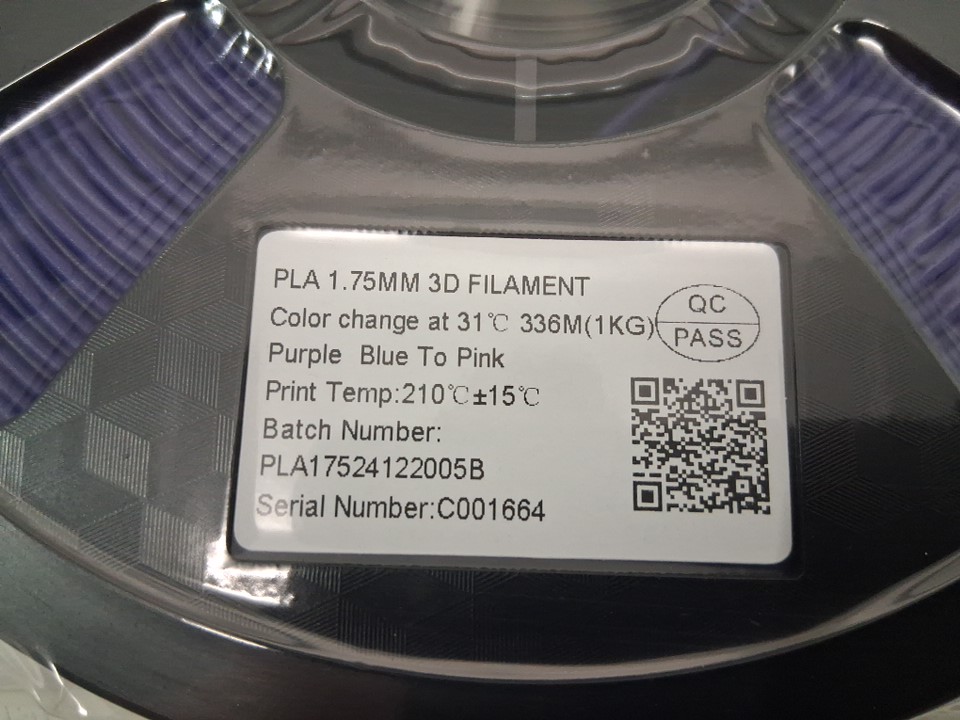 PLA 1.75MM 3D FILAMENT
Color change at 31℃ 336M(1KG)
QC
PASS
Purple  Blue To Pink
Print Temp:210℃±15℃
Batch Number:
PLA17524122005B
Serial Number:C001664